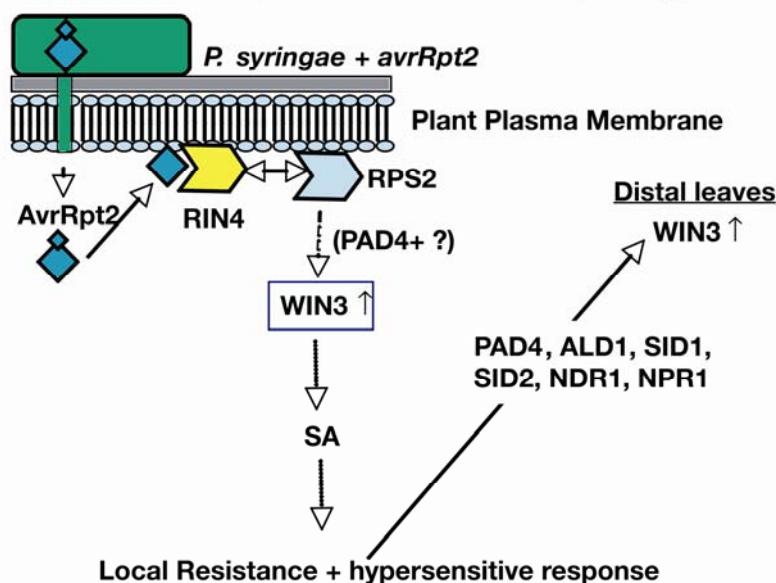 P. syringae + avrRpt2
Plant Plasma Membrane
AvrRpt2
RIN4
RPS2
Distal leaves
WIN3 ↑
(PAD4+ ?)
WIN3 ↑
PAD4, ALD1, SID1,
SID2, NDR1, NPR1
SA
Local Resistance + hypersensitive response